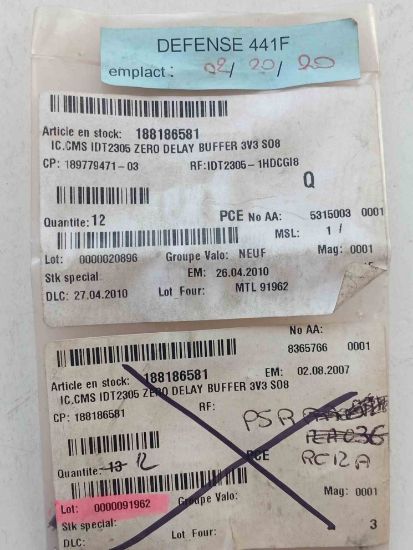 DEFENSE 441F
emplact : 02/ 20/ 20
Article en stock: 188186581
IC.CMS IDT2305 ZERO DELAY BUFFER 3V3 SO8
CP: 189779471-03 RF:IDT2305-1HDCGI8
Q
Quantite: 12 PCE No AA: 5315003 0001
MSL: 1 /
Lot: 0000020896 Groupe Valo: NEUF Mag: 0001
Stk special EM: 26.04.2010
DLC: 27.04.2010 Lot Four: MTL 91962
No AA:
8365766 0001
Article en stock: 188186581 EM: 02.08.2007
IC.CMS IDT2305 ZERO DELAY BUFFER 3V3 SO8
CP: 188186581 RF:
PSR
RC12A
Quantite: 13 12 PCE
Lot: 0000091962 Groupe Valo: Mag: 0001
Stk special:
DLC: Lot Four: 3